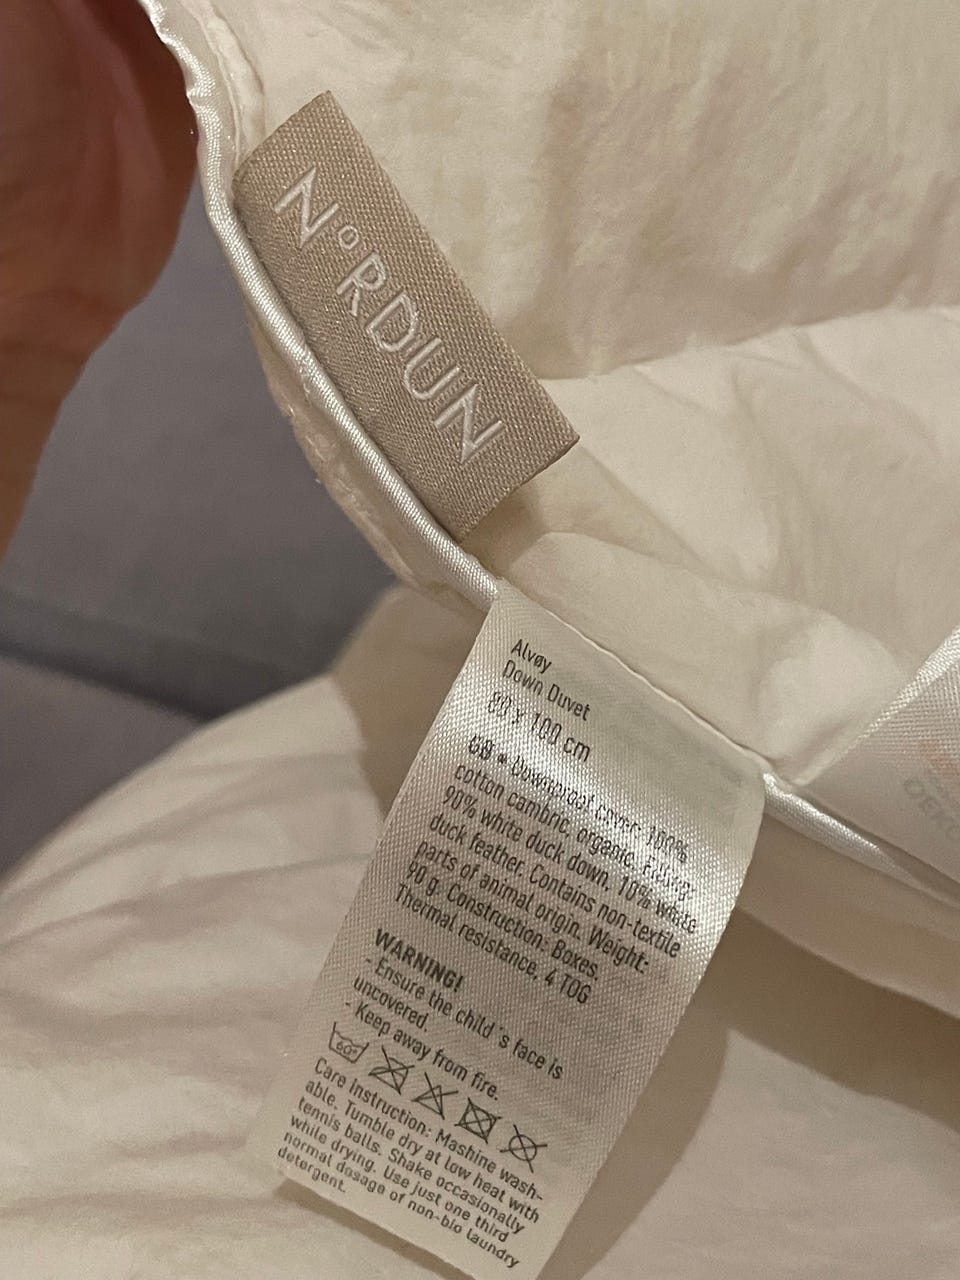 NºRDUN
Alvøy
Down Duvet
80 x 100 cm
GB • Downproof cover: 100%
cotton cambric, organic. Filling:
90% white duck down, 10% white
duck feather. Contains non-textile
parts of animal origin. Weight:
90 g. Construction: Boxes.
Thermal resistance, 4 TOG
WARNING!
- Ensure the child´s face is
uncovered.
- Keep away from fire.
60°
Care Instruction: Mashine wash-
able. Tumble dry at low heat with
tennis balls. Shake occasionally
while drying. Use just one third
normal dosage of non-bio laundry
detergent.
OEKO